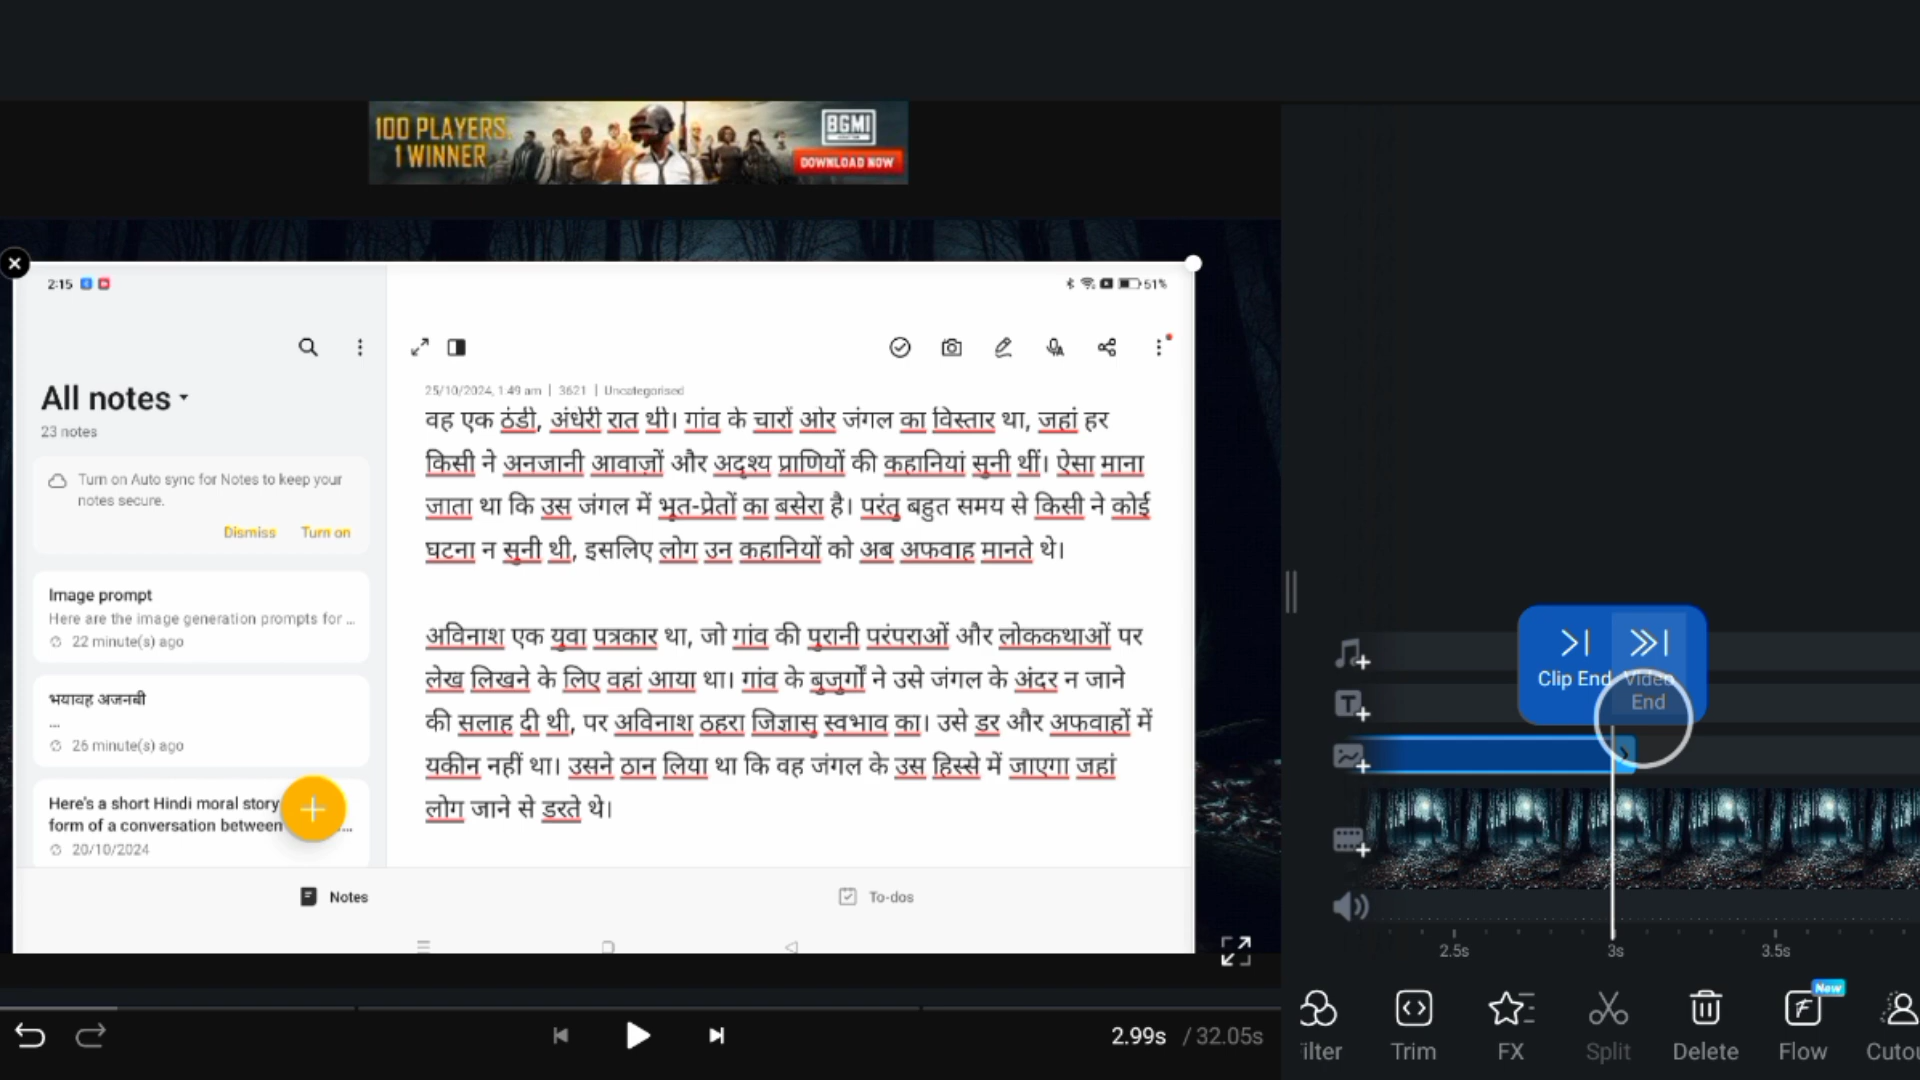 100 PLAYERS,
1 WINNER
BGMI
DOWNLOAD NOW
2:15
51%
All notes
23 notes
Turn on Auto sync for Notes to keep your
notes secure.
Dismiss Turn on
Image prompt
Here are the image generation prompts for ...
22 minute(s) ago
भयावह अजनबी
...
26 minute(s) ago
Here's a short Hindi moral story
form of a conversation between ...
20/10/2024
25/10/2024, 1:49 am | 3621 | Uncategorised
वह एक ठंडी, अंधेरी रात थी। गांव के चारों ओर जंगल का विस्तार था, जहां हर
किसी ने अनजानी आवाज़ों और अदृश्य प्राणियों की कहानियां सुनी थीं। ऐसा माना
जाता था कि उस जंगल में भूत-प्रेतों का बसेरा है। परंतु बहुत समय से किसी ने कोई
घटना न सुनी थी, इसलिए लोग उन कहानियों को अब अफवाह मानते थे।
अविनाश एक युवा पत्रकार था, जो गांव की पुरानी परंपराओं और लोककथाओं पर
लेख लिखने के लिए वहां आया था। गांव के बुजुर्गों ने उसे जंगल के अंदर न जाने
की सलाह दी थी, पर अविनाश ठहरा जिज्ञासु स्वभाव का। उसे डर और अफवाहों में
यकीन नहीं था। उसने ठान लिया था कि वह जंगल के उस हिस्से में जाएगा जहां
लोग जाने से डरते थे।
Notes To-dos
2.99s / 32.05s
Clip End Video
End
2.5s 3s 3.5s
New
ilter Trim FX Split Delete Flow Cutou